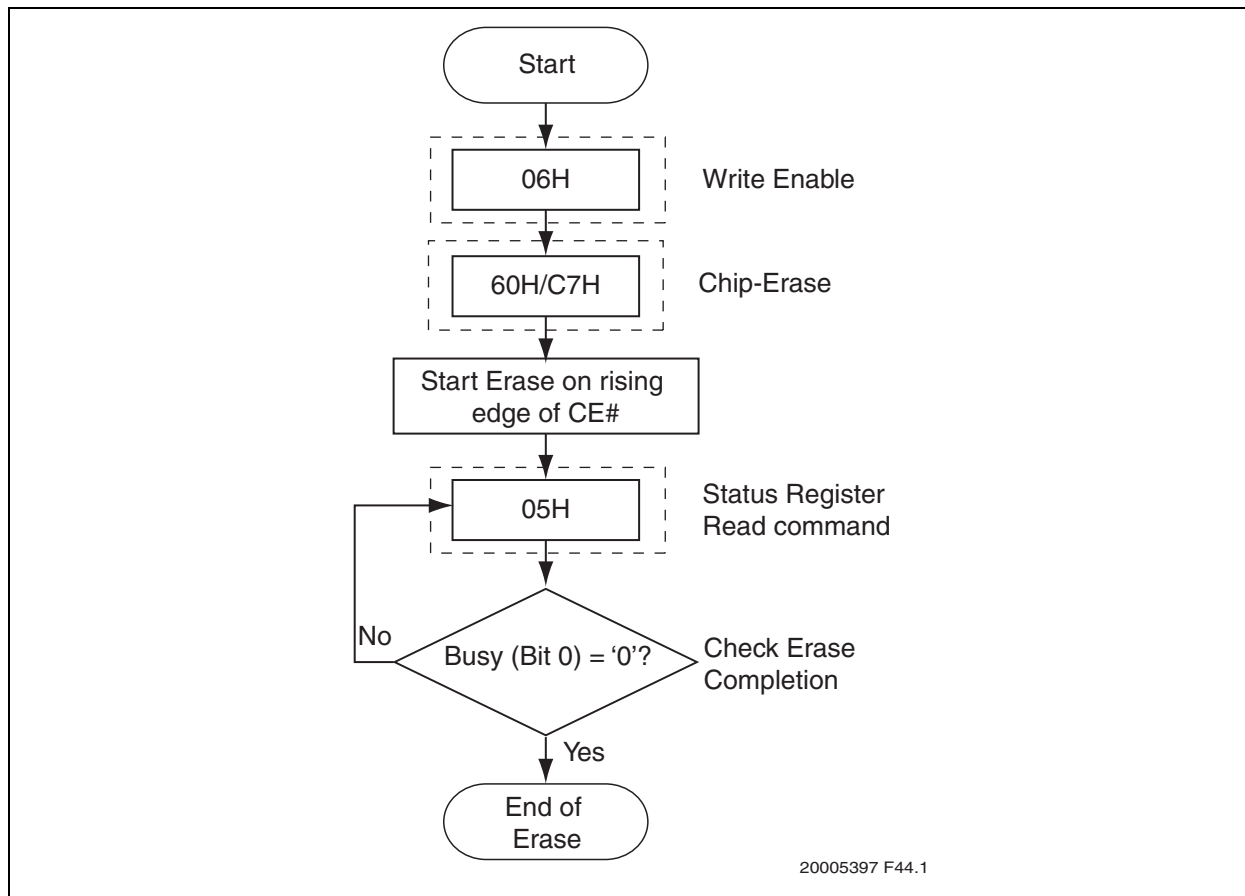 Start
06H
Write Enable
60H/C7H
Chip-Erase
Start Erase on rising
edge of CE#
05H
Status Register
Read command
No
Busy (Bit 0) = ‘0’?
Check Erase
Completion
Yes
End of
Erase
20005397 F44.1